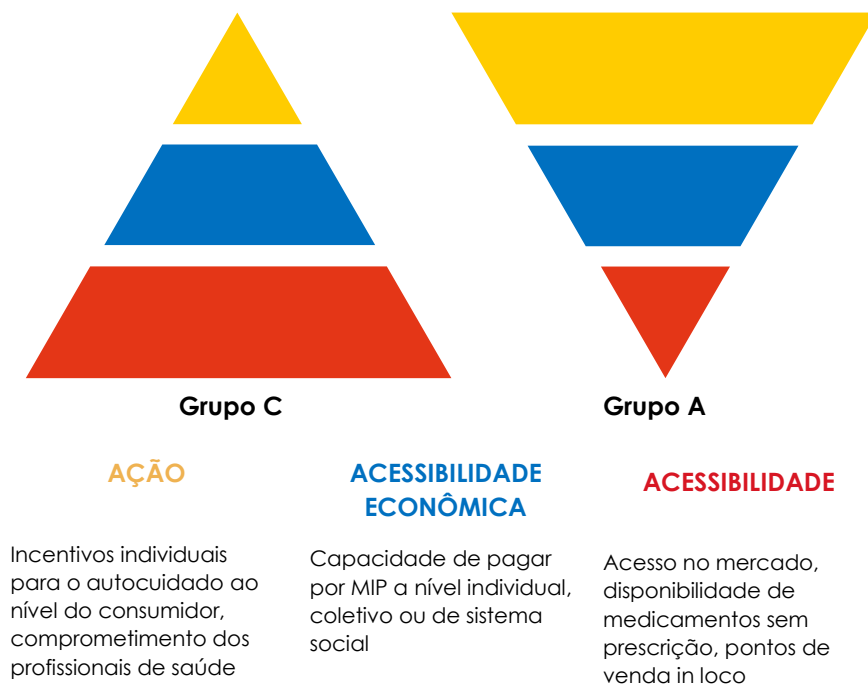 Grupo C
Grupo A
AÇÃO
Incentivos individuais
para o autocuidado ao
nível do consumidor,
comprometimento dos
profissionais de saúde
ACESSIBILIDADE
ECONÔMICA
Capacidade de pagar
por MIP a nível individual,
coletivo ou de sistema
social
ACESSIBILIDADE
Acesso no mercado,
disponibilidade de
medicamentos sem
prescrição, pontos de
venda in loco